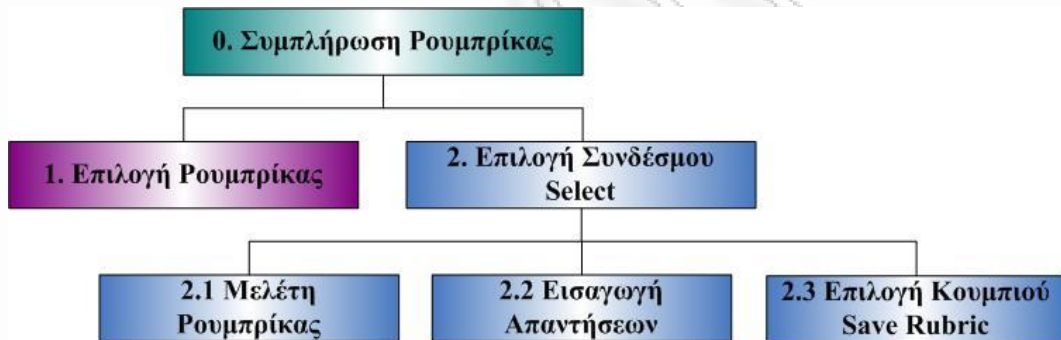 0. Συμπλήρωση Ρουμπρίκας
1. Επιλογή Ρουμπρίκας
2. Επιλογή Συνδέσμου
Select
2.1 Μελέτη
Ρουμπρίκας
2.2 Εισαγωγή
Απαντήσεων
2.3 Επιλογή Κουμπιού
Save Rubric